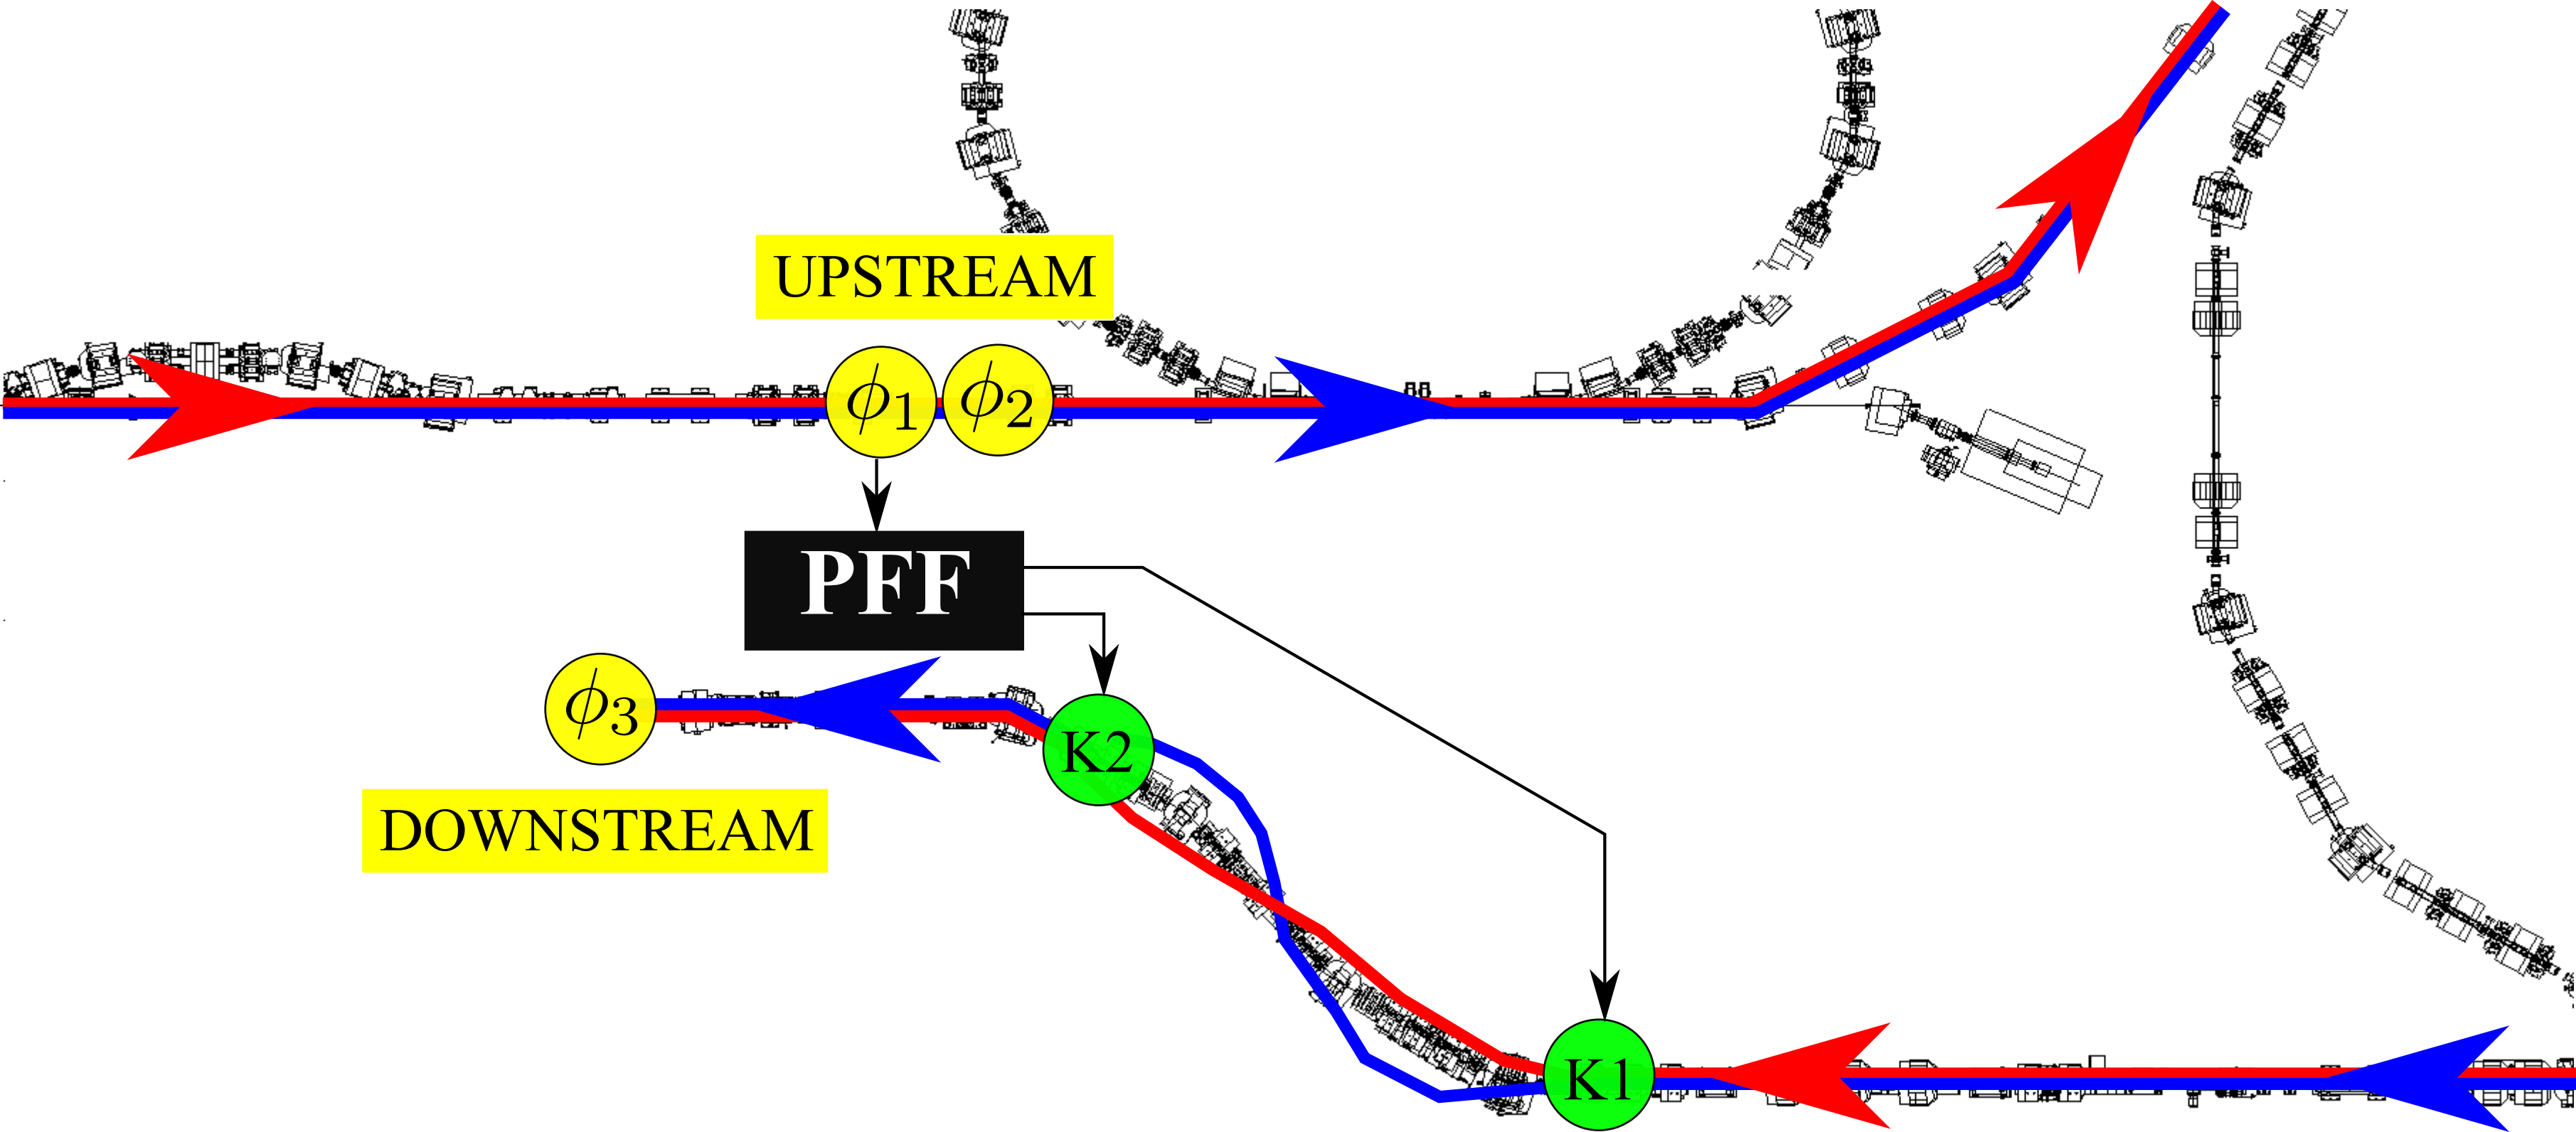 UPSTREAM
ϕ1 ϕ2
PFF
ϕ3
K2
DOWNSTREAM
K1